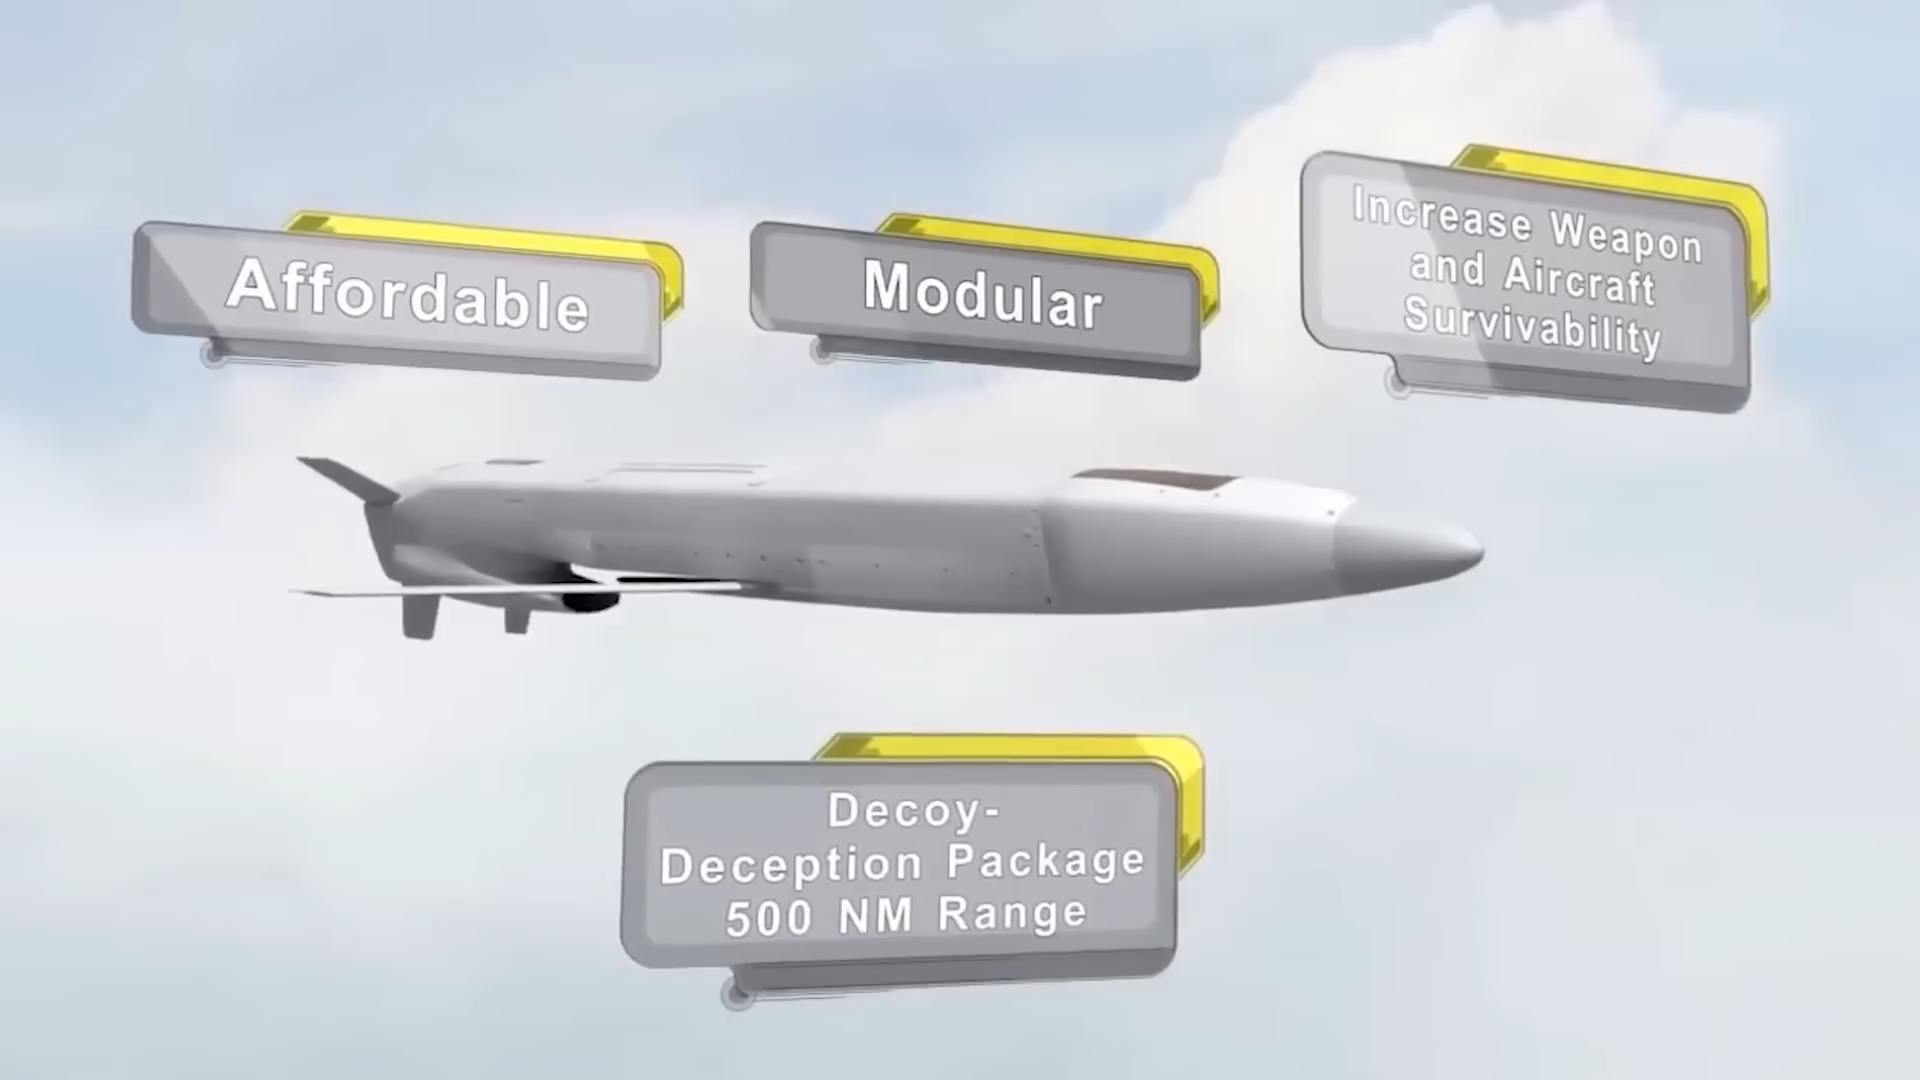 Affordable
Modular
Increase Weapon
and Aircraft
Survivability
Decoy-
Deception Package
500 NM Range